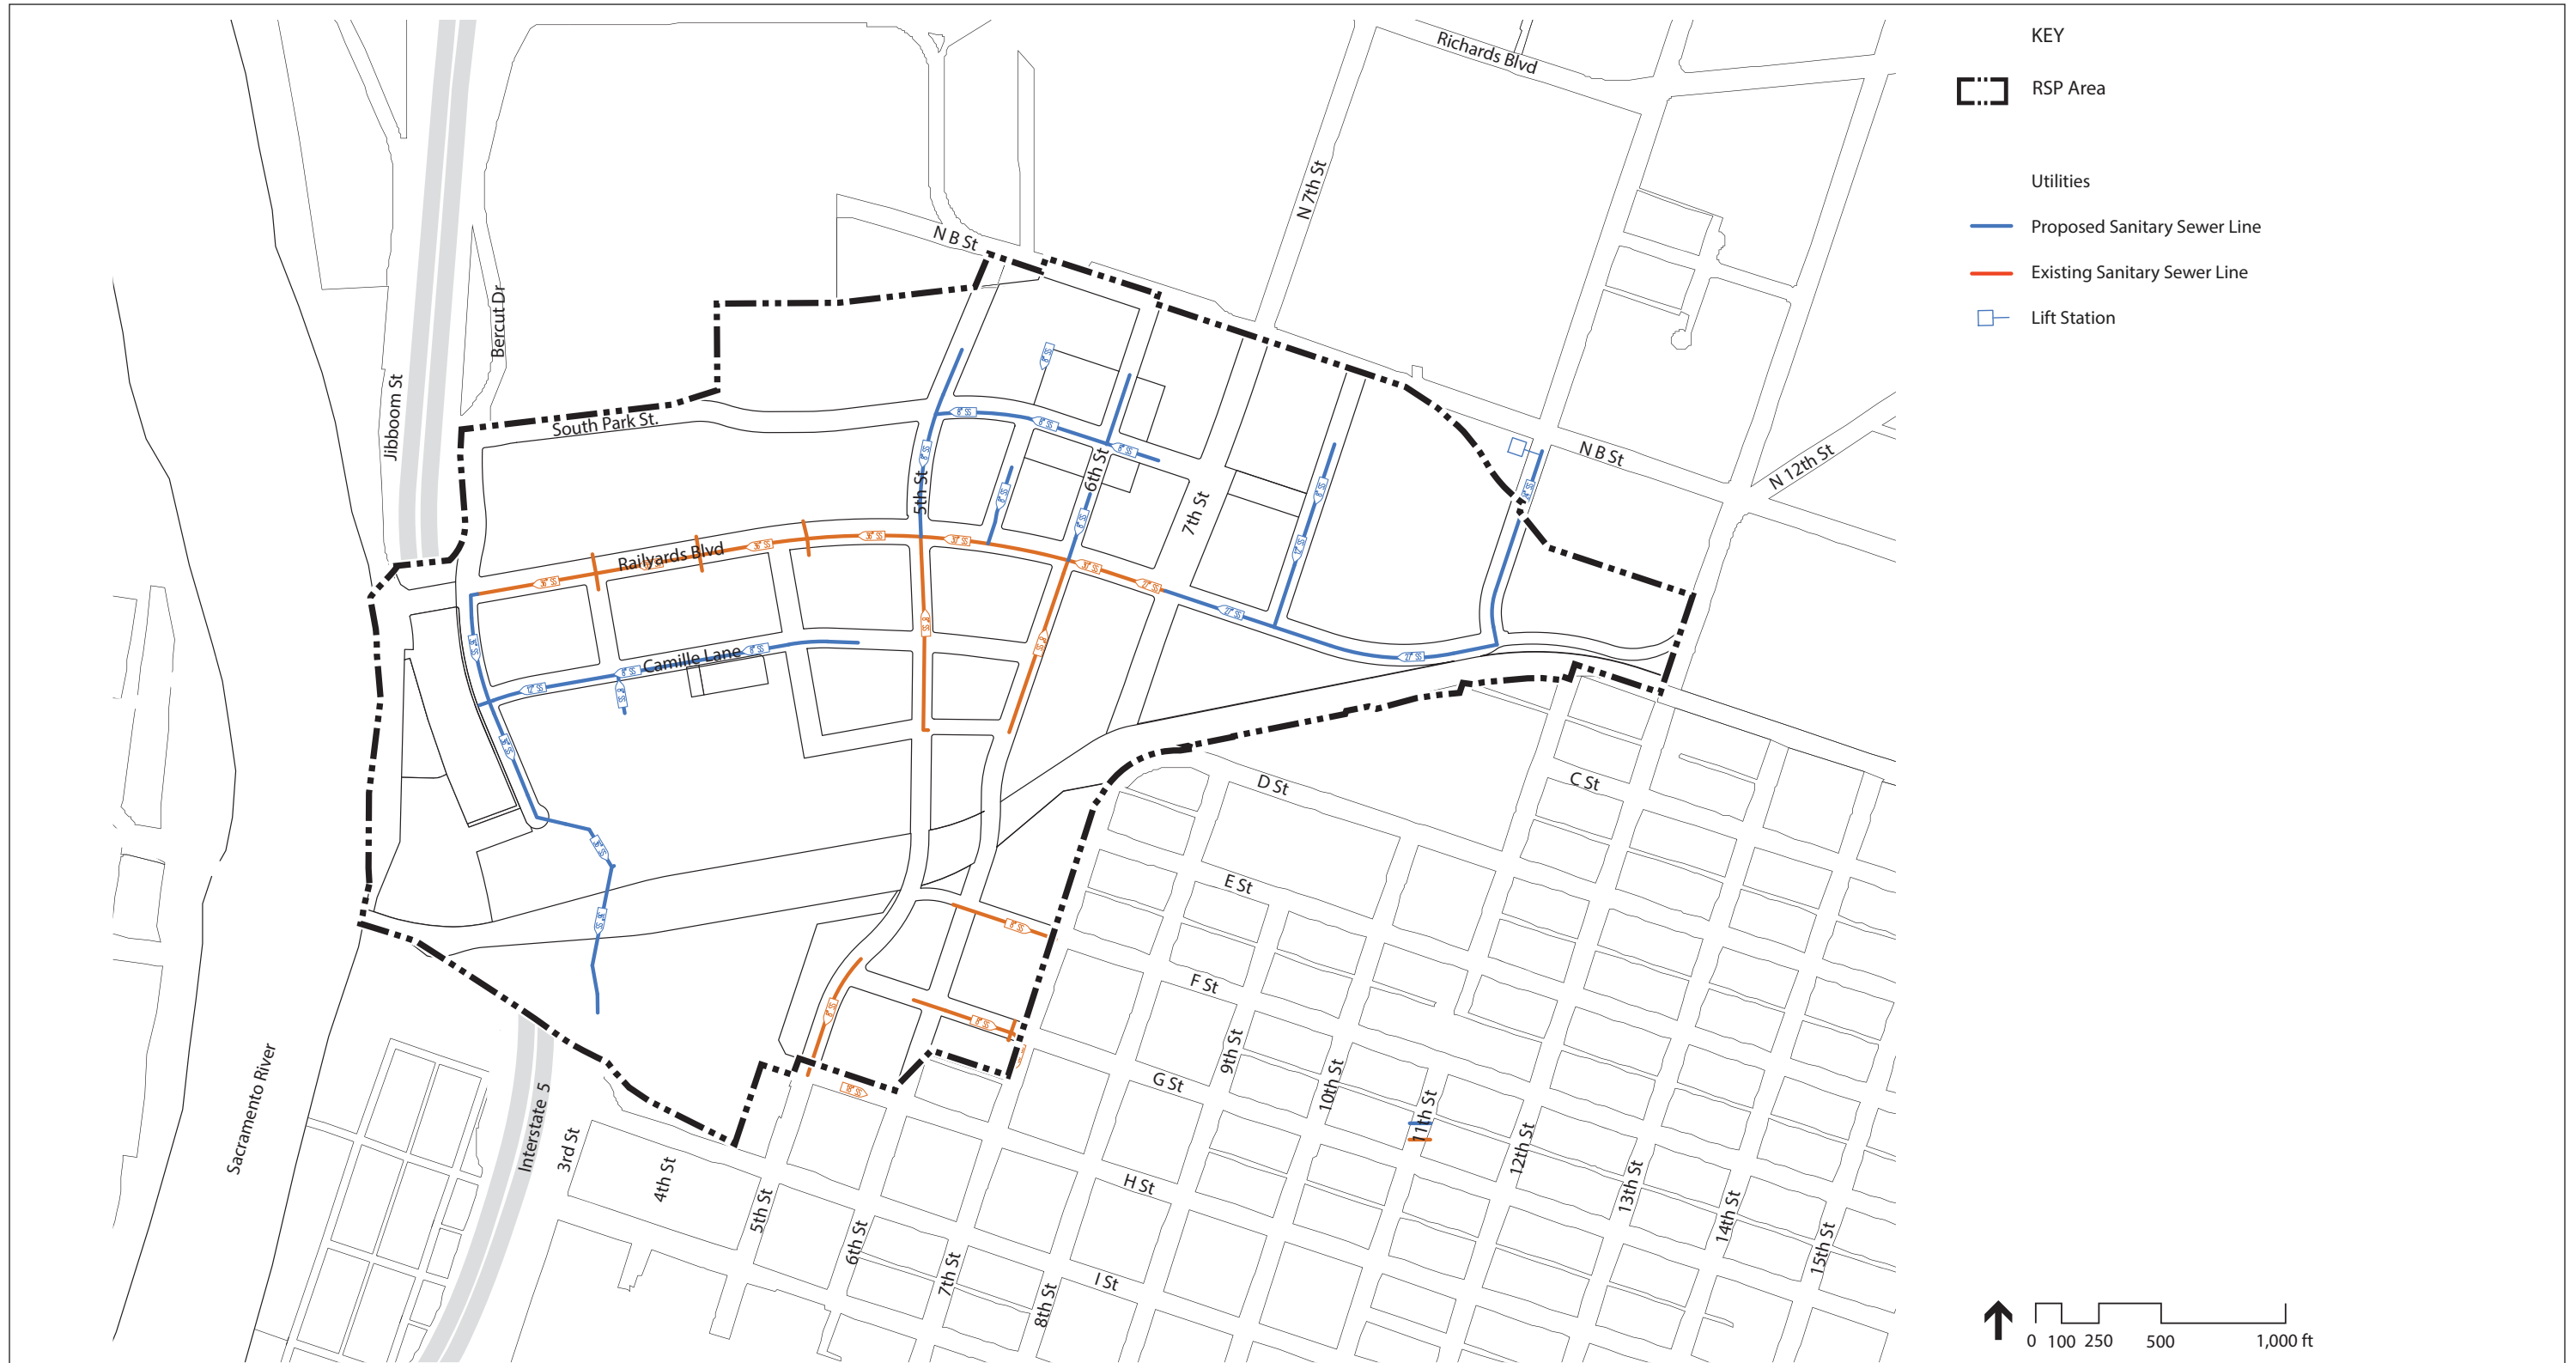 KEY
RSP Area
Utilities
Proposed Sanitary Sewer Line
Existing Sanitary Sewer Line
Lift Station
Richards Blvd
N 7th St
N B St
Bercut Dr
Jibboom St
South Park St.
N B St
N 12th St
5th St
6th St
7th St
Railyards Blvd
Camille Lane
D St
C St
E St
F St
9th St
10th St
G St
11th St
12th St
13th St
14th St
15th St
H St
Sacramento River
Interstate 5
3rd St
4th St
5th St
6th St
7th St
8th St
I St
0 100 250 500 1,000 ft